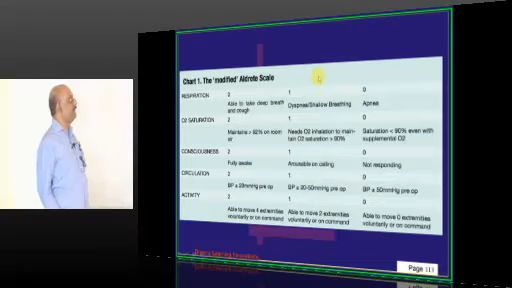 Chart 1. The 'modified' Aldrete Scale
RESPIRATION 2 1 0
Able to take deep breath and cough Dyspnea/Shallow Breathing Apnea
O2 SATURATION 2 1 0
Maintains > 92% on room air Needs O2 inhalation to maintain O2 saturation > 90% Saturation < 90% even with supplemental O2
CONSCIOUSNESS 2 1 0
Fully awake Arousable on calling Not responding
CIRCULATION 2 1 0
BP ± 20mmHg pre op BP ± 20-50mmHg pre op BP ± 50mmHg pre op
ACTIVITY 2 1 0
Able to move 4 extremities voluntarily or on command Able to move 2 extremities voluntarily or on command Able to move 0 extremities voluntarily or on command
Page 111